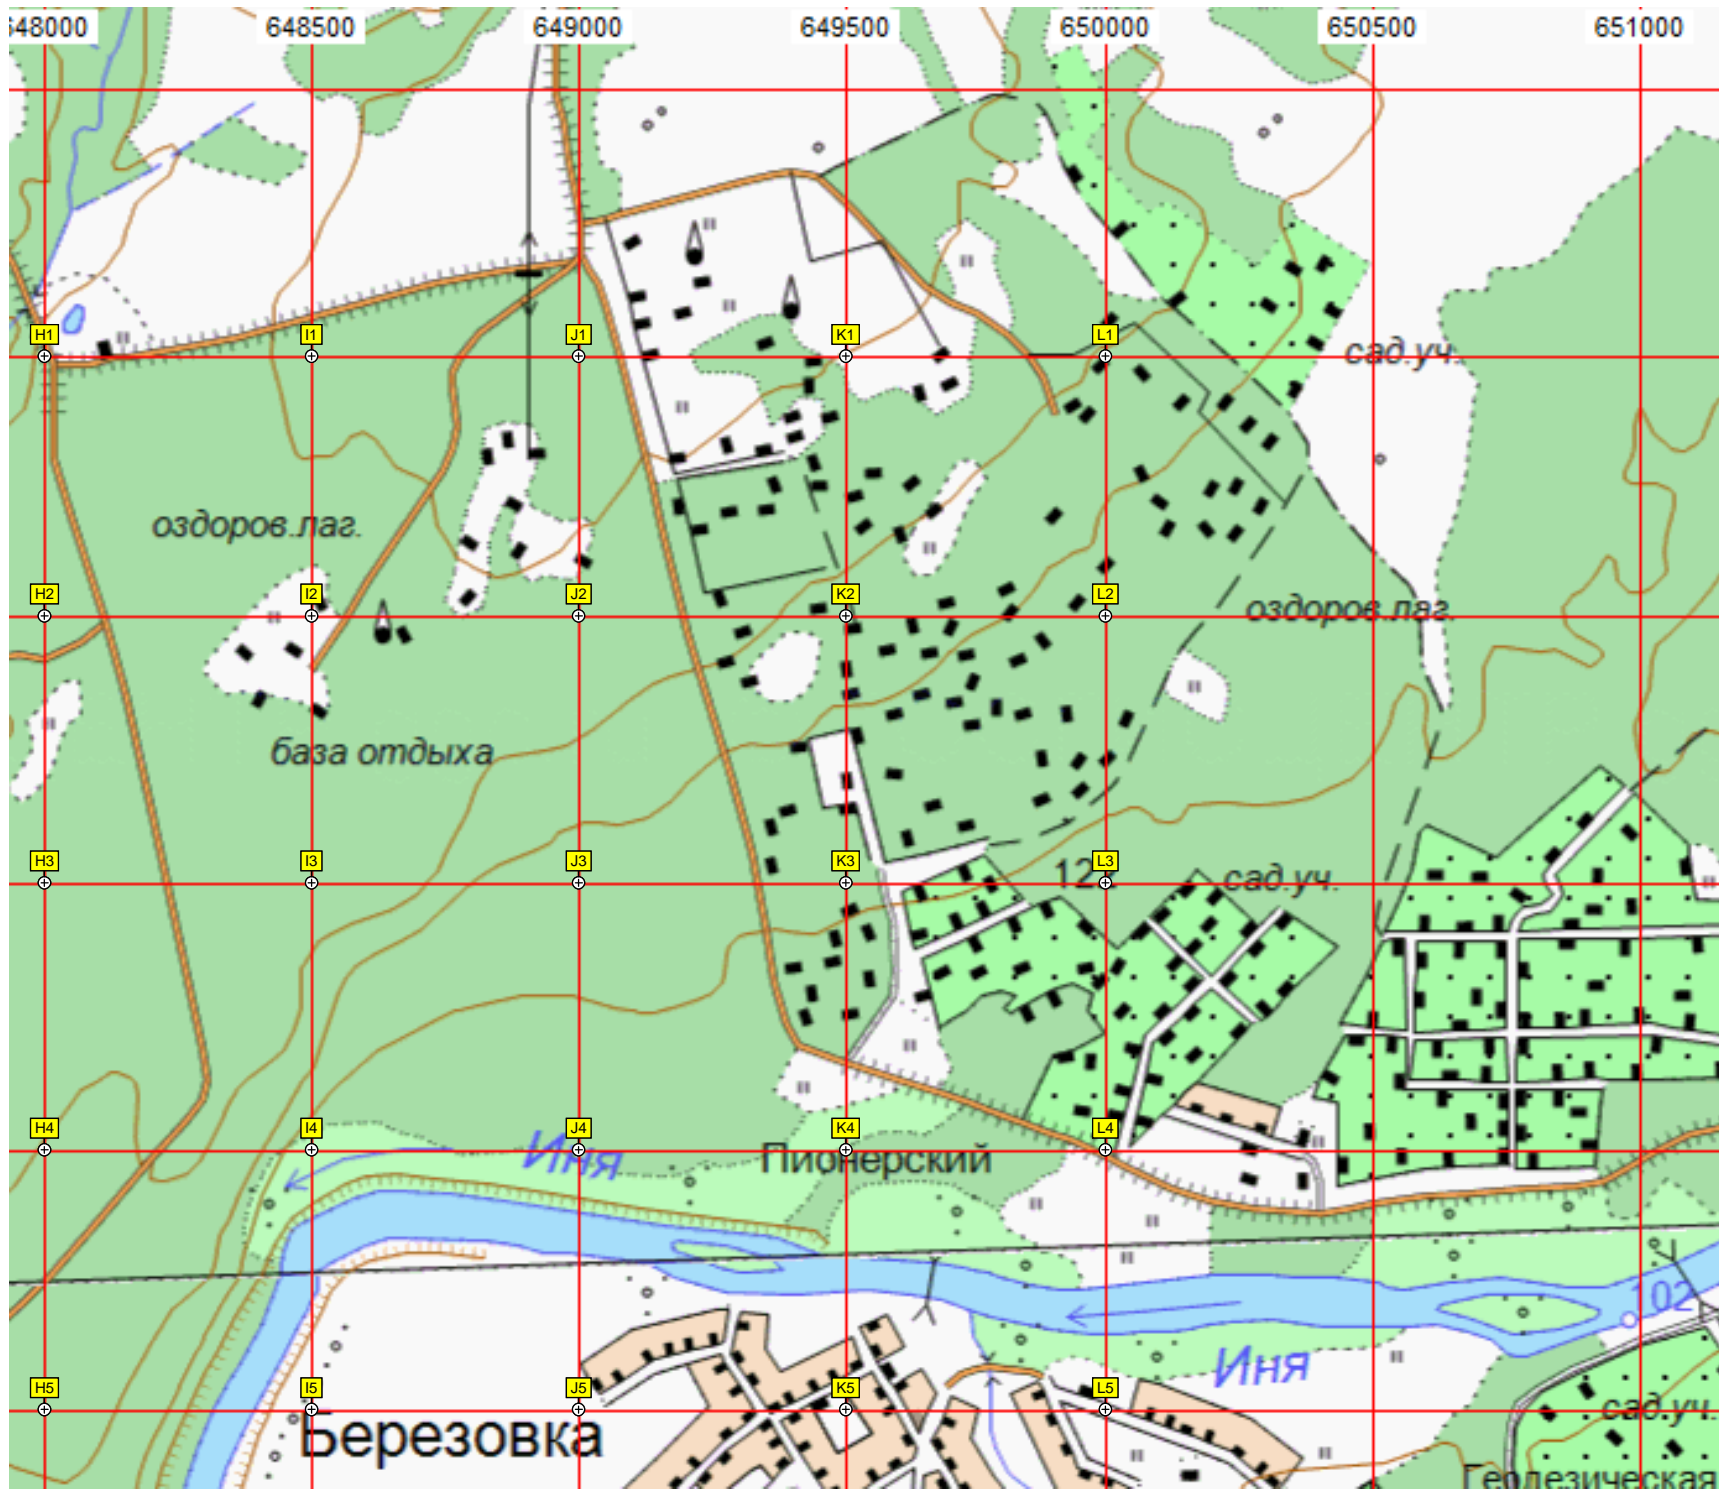 648000 648500 649000 649500 650000 650500 651000
H1 I1 J1 K1 L1
сад.уч.
оздоров.лаг.
H2 I2 J2 K2 L2
оздоров.лаг.
база отдыха
H3 I3 J3 K3 L3
сад.уч.
H4 I4 J4 K4 L4
Иня
Пионерский
102
Иня
H5 I5 J5 K5 L5
сад.уч.
Березовка
Геодезическая